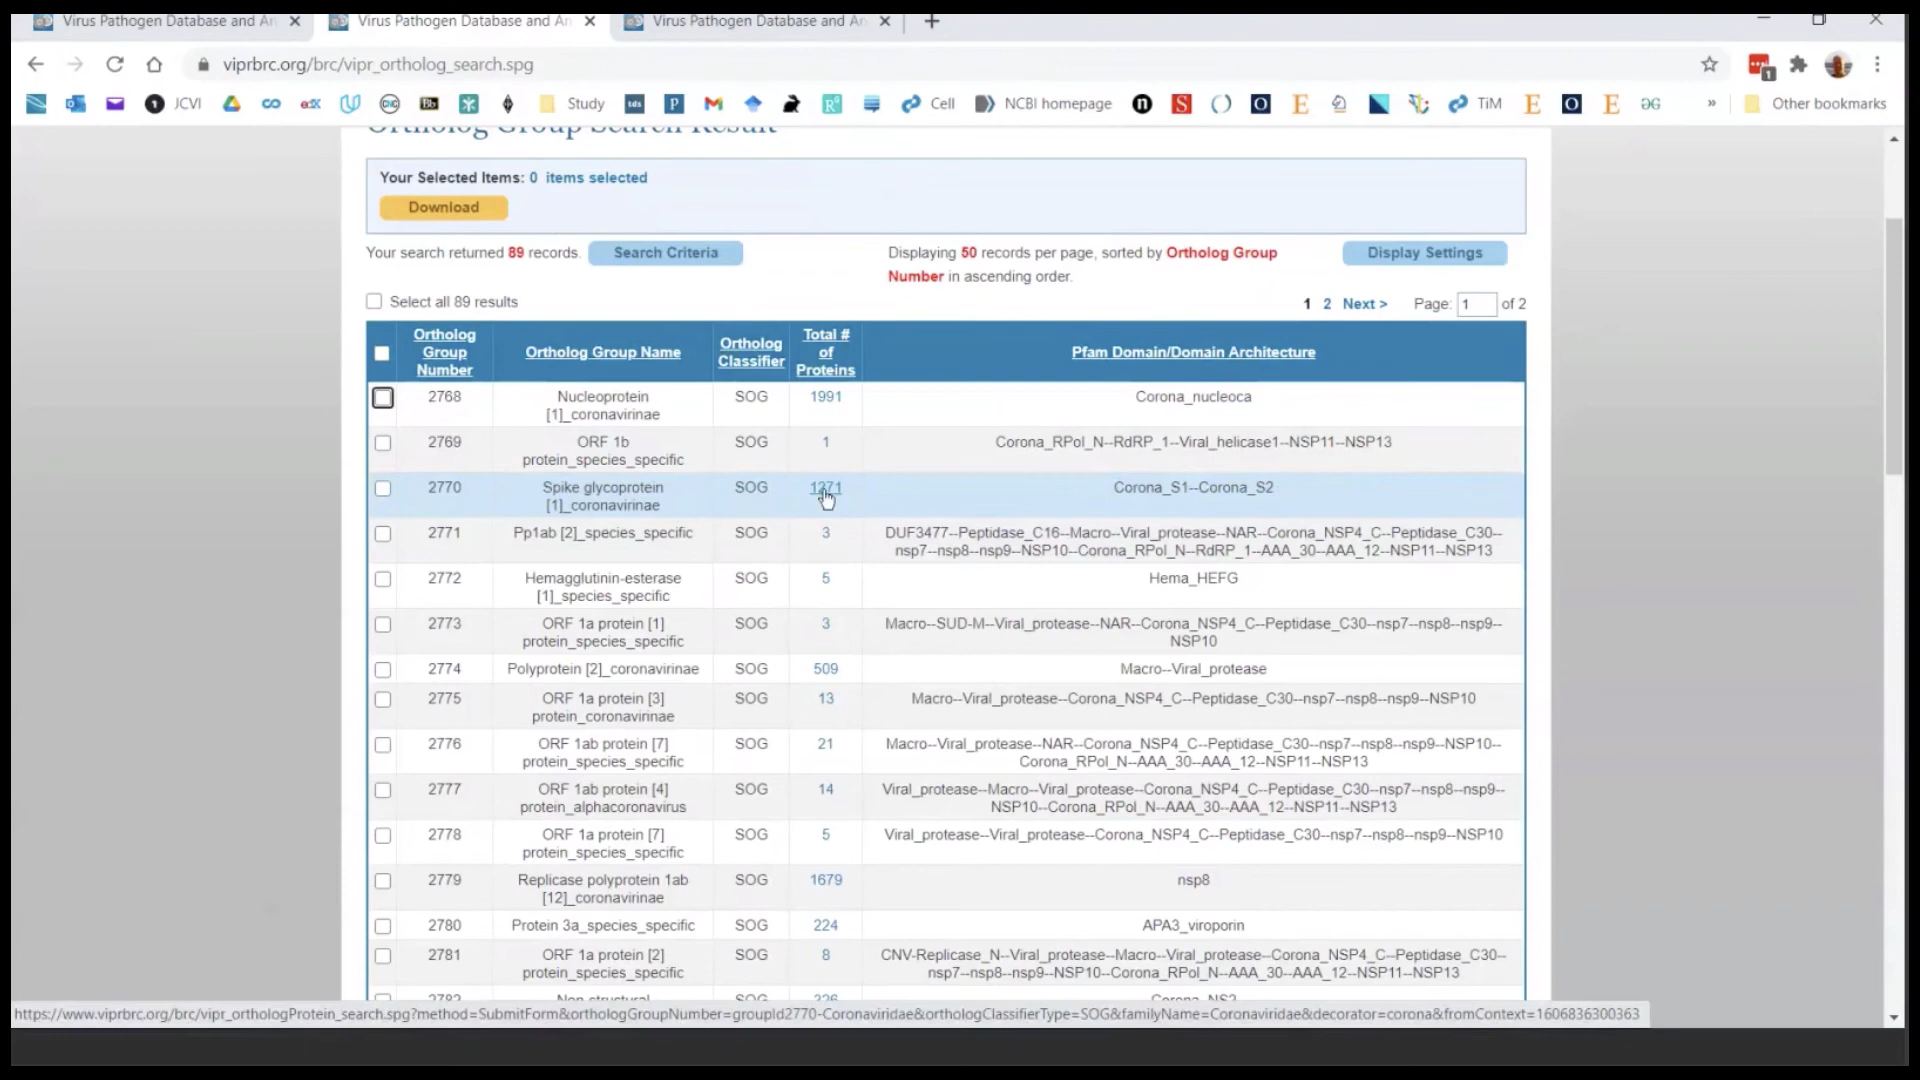 Virus Pathogen Database and An
Virus Pathogen Database and An
Virus Pathogen Database and An
viprbrc.org/brc/vipr_ortholog_search.spg
JCVI
Study
Cell
NCBI homepage
TiM
Other bookmarks
Ortholog Group Search Result
Your Selected Items: 0 items selected
Download
Your search returned 89 records.
Search Criteria
Displaying 50 records per page, sorted by Ortholog Group
Number in ascending order.
Display Settings
Select all 89 results
1 2 Next > Page: 1 of 2
Ortholog
Group
Number
Ortholog Group Name
Ortholog
Classifier
Total #
of
Proteins
Pfam Domain/Domain Architecture
2768 Nucleoprotein SOG 1991 Corona_nucleoca
[1]_coronavirinae
2769 ORF 1b SOG 1 Corona_RPol_N--RdRP_1--Viral_helicase1--NSP11--NSP13
protein_species_specific
2770 Spike glycoprotein SOG Corona_S1--Corona_S2
[1]_coronavirinae
2771 Pp1ab [2]_species_specific SOG 3 DUF3477--Peptidase_C16--Macro--Viral_protease--NAR--Corona_NSP4_C--Peptidase_C30--
nsp7--nsp8--nsp9--NSP10--Corona_RPol_N--RdRP_1--AAA_30--AAA_12--NSP11--NSP13
2772 Hemagglutinin-esterase SOG 5 Hema_HEFG
[1]_species_specific
2773 ORF 1a protein [1] SOG 3 Macro--SUD-M--Viral_protease--NAR--Corona_NSP4_C--Peptidase_C30--nsp7--nsp8--nsp9--
protein_species_specific NSP10
2774 Polyprotein [2]_coronavirinae SOG 509 Macro--Viral_protease
2775 ORF 1a protein [3] SOG 13 Macro--Viral_protease--Corona_NSP4_C--Peptidase_C30--nsp7--nsp8--nsp9--NSP10
protein_coronavirinae
2776 ORF 1ab protein [7] SOG 21 Macro--Viral_protease--NAR--Corona_NSP4_C--Peptidase_C30--nsp7--nsp8--nsp9--NSP10--
protein_species_specific Corona_RPol_N--AAA_30--AAA_12--NSP11--NSP13
2777 ORF 1ab protein [4] SOG 14 Viral_protease--Macro--Viral_protease--Corona_NSP4_C--Peptidase_C30--nsp7--nsp8--nsp9--
protein_alphacoronavirus NSP10--Corona_RPol_N--AAA_30--AAA_12--NSP11--NSP13
2778 ORF 1a protein [7] SOG 5 Viral_protease--Viral_protease--Corona_NSP4_C--Peptidase_C30--nsp7--nsp8--nsp9--NSP10
protein_species_specific
2779 Replicase polyprotein 1ab SOG 1679 nsp8
[12]_coronavirinae
2780 Protein 3a_species_specific SOG 224 APA3_viroporin
2781 ORF 1a protein [2] SOG 8 CNV-Replicase_N--Viral_protease--Macro--Viral_protease--Corona_NSP4_C--Peptidase_C30--
protein_species_specific nsp7--nsp8--nsp9--NSP10--Corona_RPol_N--AAA_30--AAA_12--NSP11--NSP13
2782 Non-structural SOG 226 Corona_NS2
https://www.viprbrc.org/brc/vipr_orthologProtein_search.spg?method=SubmitForm&orthologGroupNumber=groupId2770-Coronaviridae&orthologClassifierType=SOG&familyName=Coronaviridae&decorator=corona&fromContext=1606836300363